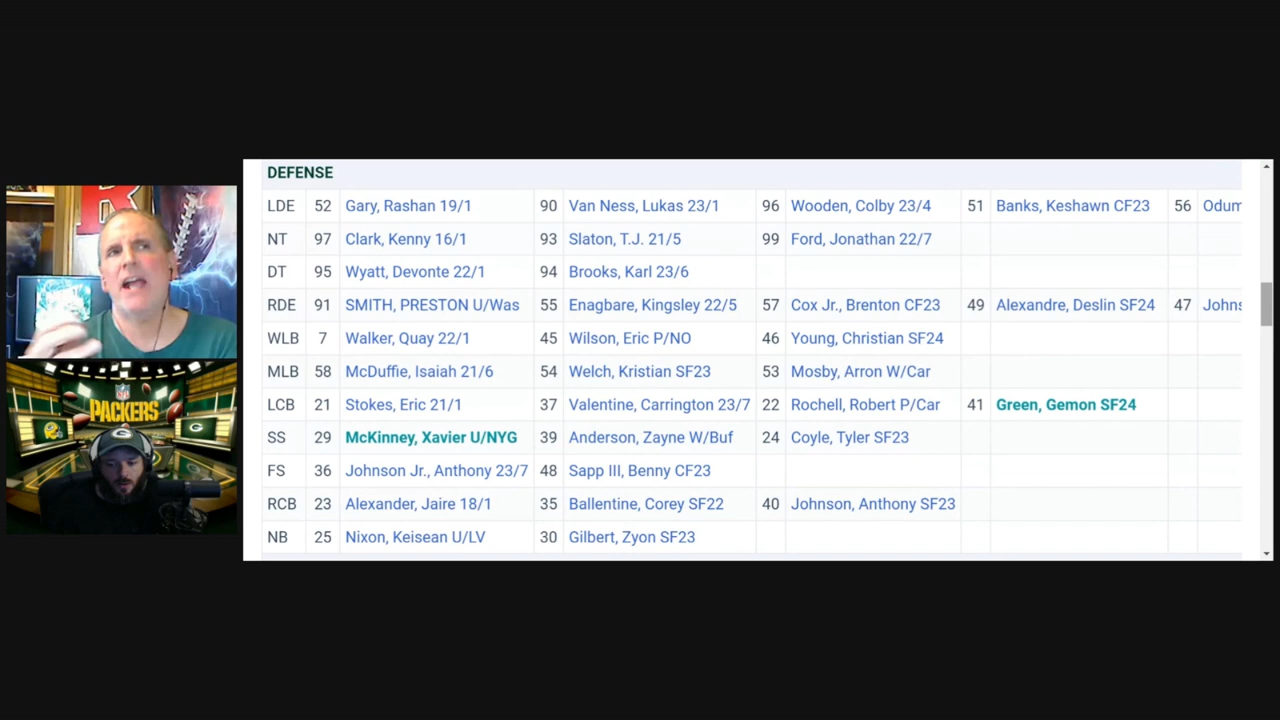 DEFENSE
LDE 52 Gary, Rashan 19/1 90 Van Ness, Lukas 23/1 96 Wooden, Colby 23/4 51 Banks, Keshawn CF23 56 Odum
NT 97 Clark, Kenny 16/1 93 Slaton, T.J. 21/5 99 Ford, Jonathan 22/7
DT 95 Wyatt, Devonte 22/1 94 Brooks, Karl 23/6
RDE 91 SMITH, PRESTON U/Was 55 Enagbare, Kingsley 22/5 57 Cox Jr., Brenton CF23 49 Alexandre, Deslin SF24 47 Johns
WLB 7 Walker, Quay 22/1 45 Wilson, Eric P/NO 46 Young, Christian SF24
MLB 58 McDuffie, Isaiah 21/6 54 Welch, Kristian SF23 53 Mosby, Arron W/Car
LCB 21 Stokes, Eric 21/1 37 Valentine, Carrington 23/7 22 Rochell, Robert P/Car 41 Green, Gemon SF24
SS 29 McKinney, Xavier U/NYG 39 Anderson, Zayne W/Buf 24 Coyle, Tyler SF23
FS 36 Johnson Jr., Anthony 23/7 48 Sapp III, Benny CF23
RCB 23 Alexander, Jaire 18/1 35 Ballentine, Corey SF22 40 Johnson, Anthony SF23
NB 25 Nixon, Keisean U/LV 30 Gilbert, Zyon SF23
R
NFL
PACKERS
G
G